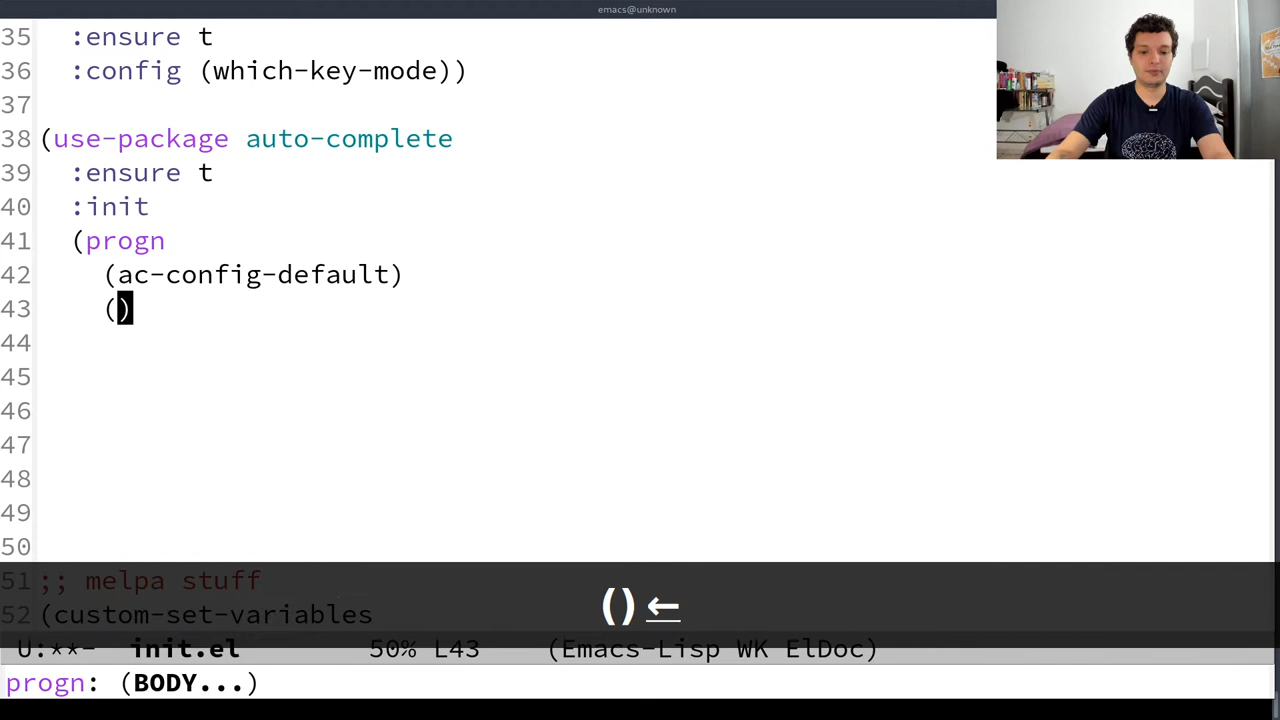 emacs@unknown
35 :ensure t
36 :config (which-key-mode))
37
38 (use-package auto-complete
39 :ensure t
40 :init
41 (progn
42 (ac-config-default)
43 ()
44
45
46
47
48
49
50
51 ;; melpa stuff
52 (custom-set-variables
() ←
U:**- init.el 50% L43 (Emacs-Lisp WK ElDoc)
progn: (BODY...)